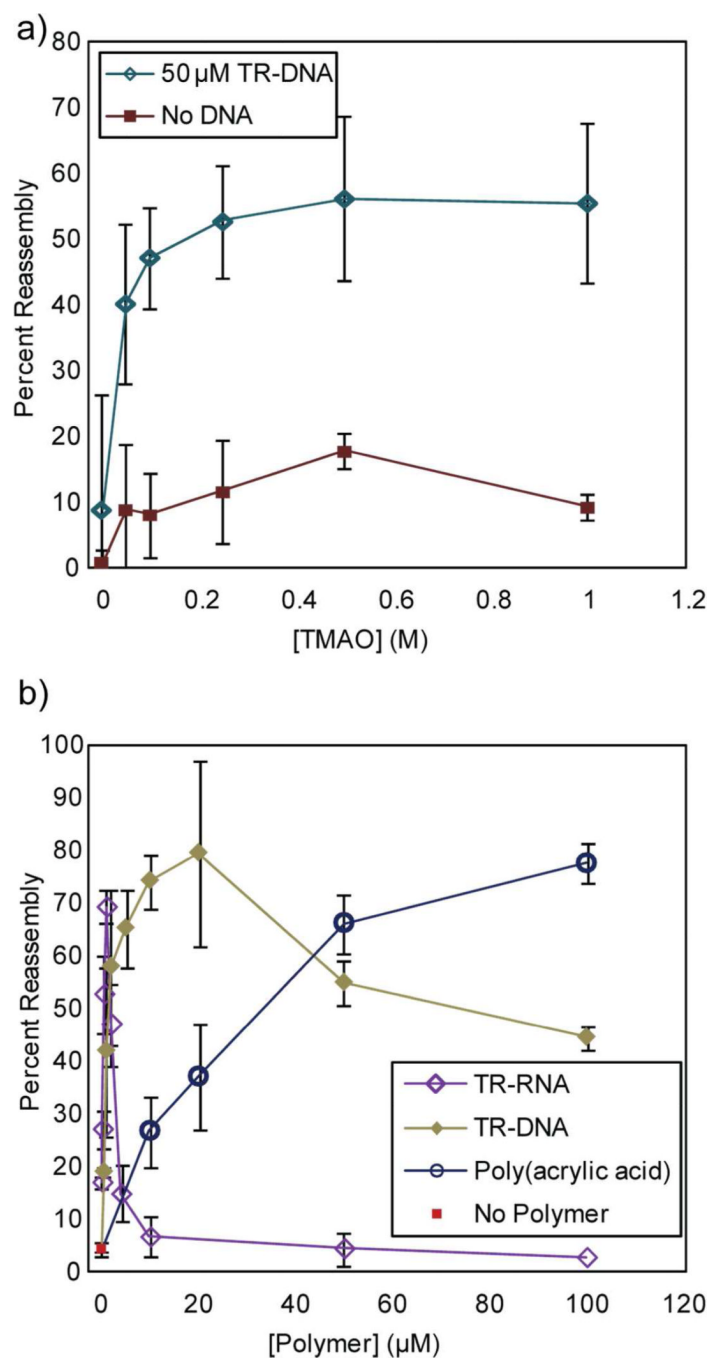 a)
80
70
60
50
40
30
20
10
0
Percent Reassembly
50 µM TR-DNA
No DNA
0 0.2 0.4 0.6 0.8 1 1.2
[TMAO] (M)
b)
100
90
80
70
60
50
40
30
20
10
0
Percent Reassembly
TR-RNA
TR-DNA
Poly(acrylic acid)
No Polymer
0 20 40 60 80 100 120
[Polymer] (µM)